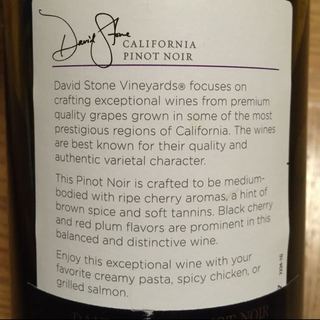 David Stone
CALIFORNIA
PINOT NOIR
David Stone Vineyards® focuses on
crafting exceptional wines from premium
quality grapes grown in some of the most
prestigious regions of California. The wines
are best known for their quality and
authentic varietal character.
This Pinot Noir is crafted to be medium-
bodied with ripe cherry aromas, a hint of
brown spice and soft tannins. Black cherry
and red plum flavors are prominent in this
balanced and distinctive wine.
Enjoy this exceptional wine with your
favorite creamy pasta, spicy chicken, or
grilled salmon.